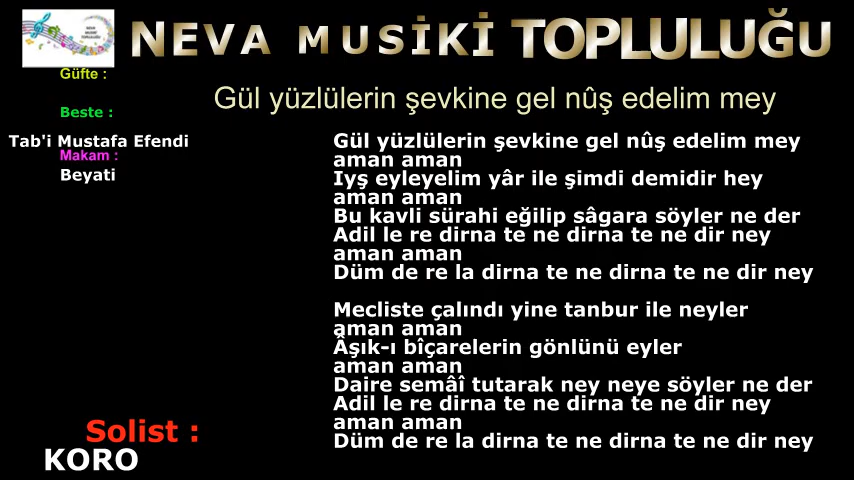 NEVA MUSİKİ TOPLULUĞU
NEVA
MUSİKİ
TOPLULUĞU
Güfte :
Beste :
Tab'i Mustafa Efendi
Makam :
Beyati
Gül yüzlülerin şevkine gel nûş edelim mey
Gül yüzlülerin şevkine gel nûş edelim mey
aman aman
Iyş eyleyelim yâr ile şimdi demidir hey
aman aman
Bu kavli sürahi eğilip sâgara söyler ne der
Adil le re dirna te ne dirna te ne dir ney
aman aman
Düm de re la dirna te ne dirna te ne dir ney
Mecliste çalındı yine tanbur ile neyler
aman aman
Âşık-ı bîçarelerin gönlünü eyler
aman aman
Daire semâî tutarak ney neye söyler ne der
Adil le re dirna te ne dirna te ne dir ney
aman aman
Düm de re la dirna te ne dirna te ne dir ney
Solist :
KORO